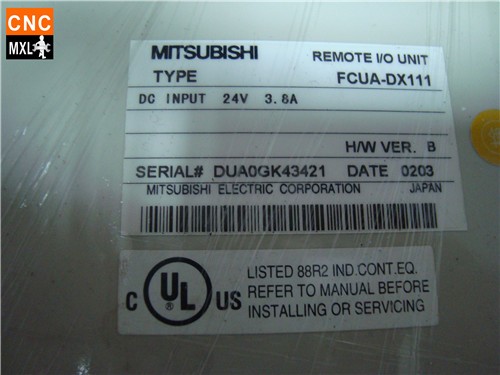 CNC
MXL
MITSUBISHI REMOTE I/O UNIT
TYPE FCUA-DX111
DC INPUT 24V 3.8A
H/W VER. B
SERIAL# DUA0GK43421 DATE 0203
MITSUBISHI ELECTRIC CORPORATION JAPAN
LISTED 88R2 IND.CONT.EQ.
C UL US REFER TO MANUAL BEFORE
INSTALLING OR SERVICING